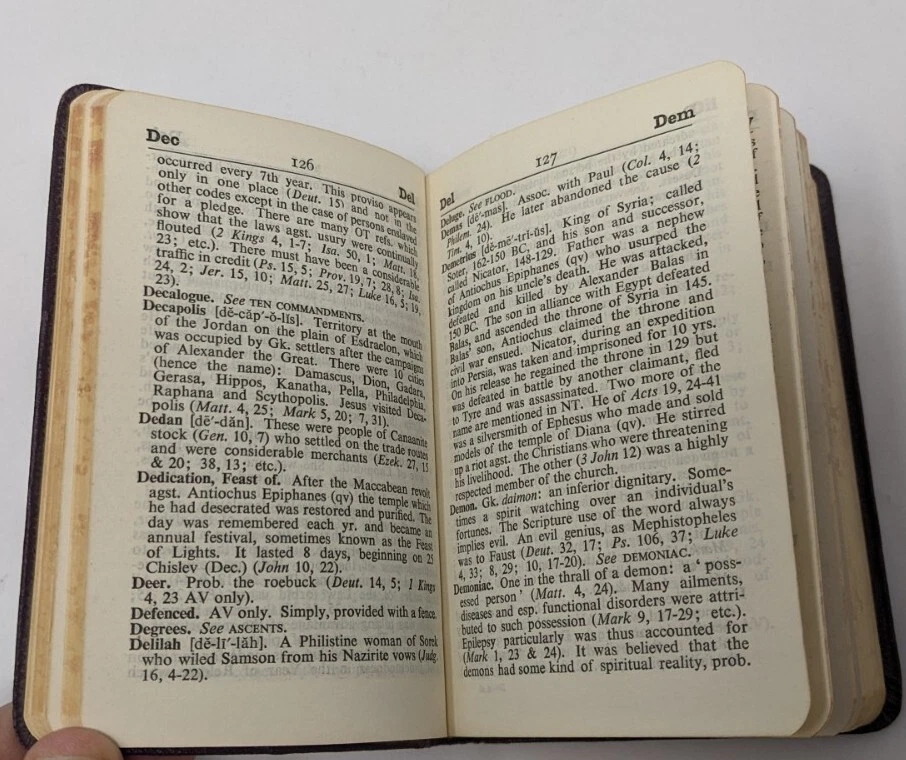 Dec
126
Del
occurred every 7th year. This proviso appears
only in one place (Deut. 15) and not in the
other codes except in the case of persons enslaved
for a pledge. There are many OT refs. which
show that the laws agst. usury were continually
flouted (2 Kings 4, 1-7; Isa. 50, 1; Matt. 18,
23; etc.). There must have been a considerable
traffic in credit (Ps. 15, 5; Prov. 19, 7; 28, 8; Isa.
24, 2; Jer. 15, 10; Matt. 25, 27; Luke 16, 5; 19,
23).
Decalogue. See TEN COMMANDMENTS.
Decapolis [dĕ-căp′-ŏ-lĭs]. Territory at the mouth
of the Jordan on the plain of Esdraelon, which
was occupied by Gk. settlers after the campaigns
of Alexander the Great. There were 10 cities
(hence the name): Damascus, Dion, Gadara,
Gerasa, Hippos, Kanatha, Pella, Philadelphia,
Raphana and Scythopolis. Jesus visited Deca-
polis (Matt. 4, 25; Mark 5, 20; 7, 31).
Dedan [dē′-dăn]. These were people of Canaanite
stock (Gen. 10, 7) who settled on the trade routes
and were considerable merchants (Ezek. 27, 15
& 20; 38, 13; etc.).
Dedication, Feast of. After the Maccabean revolt
agst. Antiochus Epiphanes (qv) the temple which
he had desecrated was restored and purified. The
day was remembered each yr. and became an
annual festival, sometimes known as the Feast
of Lights. It lasted 8 days, beginning on 25
Chislev (Dec.) (John 10, 22).
Deer. Prob. the roebuck (Deut. 14, 5; 1 Kings
4, 23 AV only).
Defenced. AV only. Simply, provided with a fence.
Degrees. See ASCENTS.
Delilah [dĕ-lī′-lăh]. A Philistine woman of Sorek
who wiled Samson from his Nazirite vows (Judg.
16, 4-22).
Del
127
Dem
Deluge. See FLOOD.
Demas [dē′-mas]. Assoc. with Paul (Col. 4, 14;
Philem. 24). He later abandoned the cause (2
Tim. 4, 10).
Demetrius [dē-mē′-trĭ-ŭs]. King of Syria; called
Soter, 162-150 BC, and his son and successor,
called Nicator, 148-129. Father was a nephew
of Antiochus Epiphanes (qv) who usurped the
kingdom on his uncle's death. He was attacked,
defeated and killed by Alexander Balas in
150 BC. The son in alliance with Egypt defeated
Balas, and ascended the throne of Syria in 145.
Balas' son, Antiochus claimed the throne and
civil war ensued. Nicator, during an expedition
into Persia, was taken and imprisoned for 10 yrs.
On his release he regained the throne in 129 but
was defeated in battle by another claimant, fled
to Tyre and was assassinated. Two more of the
name are mentioned in NT. He of Acts 19, 24-41
was a silversmith of Ephesus who made and sold
models of the temple of Diana (qv). He stirred
up a riot agst. the Christians who were threatening
his livelihood. The other (3 John 12) was a highly
respected member of the church.
Demon. Gk. daimon: an inferior dignitary. Some-
times a spirit watching over an individual's
fortunes. The Scripture use of the word always
implies evil. An evil genius, as Mephistopheles
was to Faust (Deut. 32, 17; Ps. 106, 37; Luke
4, 33; 8, 29; 10, 17-20). See DEMONIAC.
Demoniac. One in the thrall of a demon: a 'poss-
essed person' (Matt. 4, 24). Many ailments,
diseases and esp. functional disorders were attri-
buted to such possession (Mark 9, 17-29; etc.).
Epilepsy particularly was thus accounted for
(Mark 1, 23 & 24). It was believed that the
demons had some kind of spiritual reality, prob.